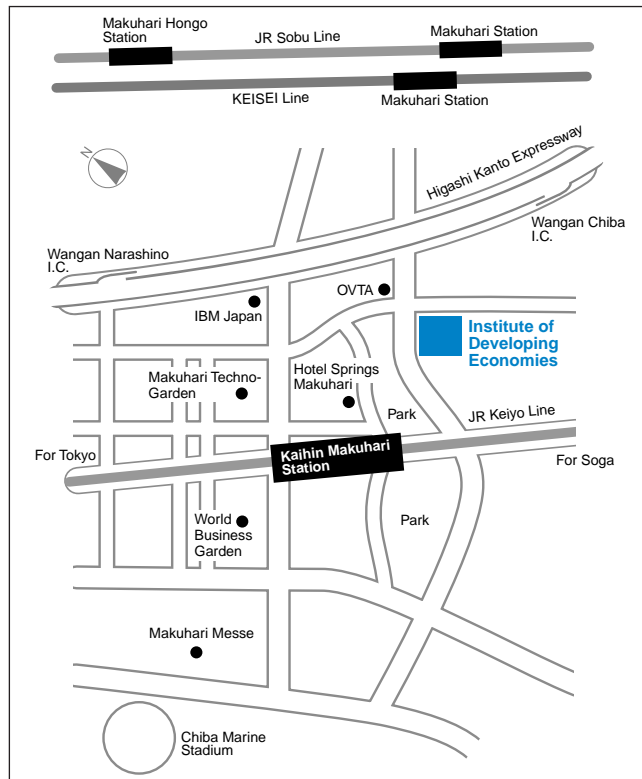 Makuhari Hongo
Station
JR Sobu Line
Makuhari Station
KEISEI Line
Makuhari Station
N
Higashi Kanto Expressway
Wangan Chiba
I.C.
Wangan Narashino
I.C.
OVTA
IBM Japan
Institute of
Developing
Economies
Makuhari Techno-
Garden
Hotel Springs
Makuhari
Park
JR Keiyo Line
For Tokyo
Kaihin Makuhari
Station
For Soga
World
Business
Garden
Park
Makuhari Messe
Chiba Marine
Stadium